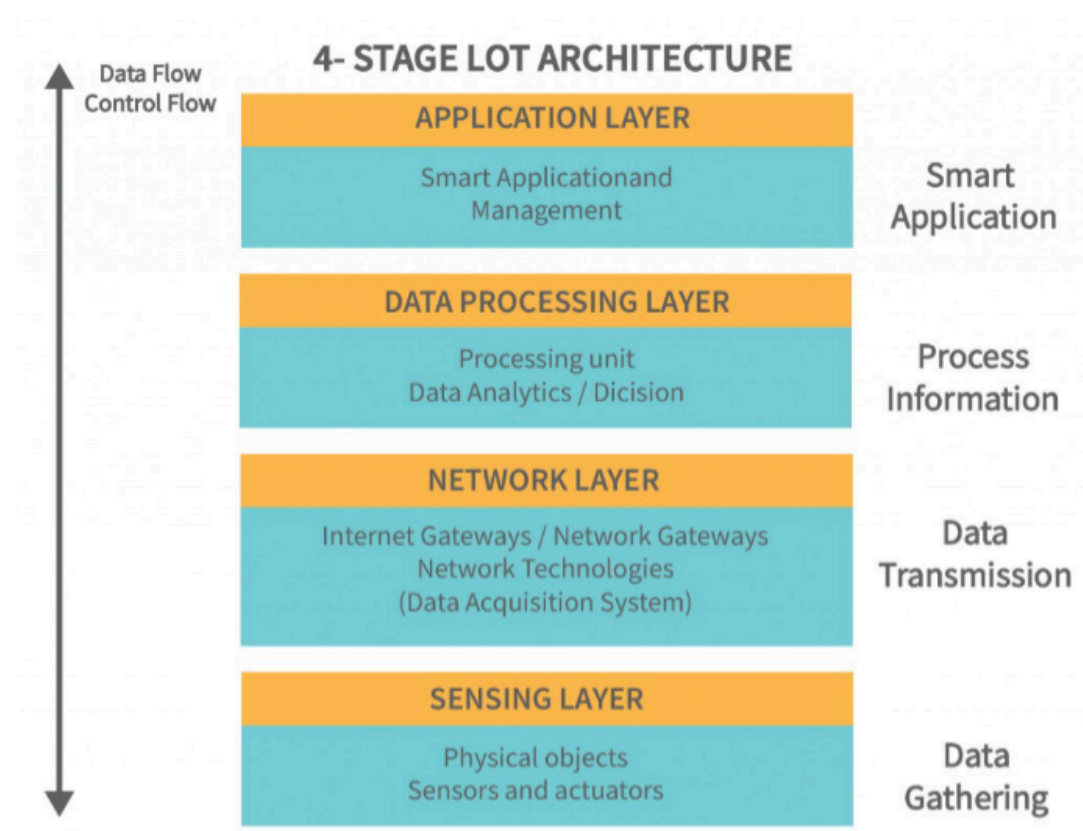 4- STAGE LOT ARCHITECTURE
Data Flow
Control Flow
APPLICATION LAYER
Smart Applicationand
Management
Smart
Application
DATA PROCESSING LAYER
Processing unit
Data Analytics / Dicision
Process
Information
NETWORK LAYER
Internet Gateways / Network Gateways
Network Technologies
(Data Acquisition System)
Data
Transmission
SENSING LAYER
Physical objects
Sensors and actuators
Data
Gathering